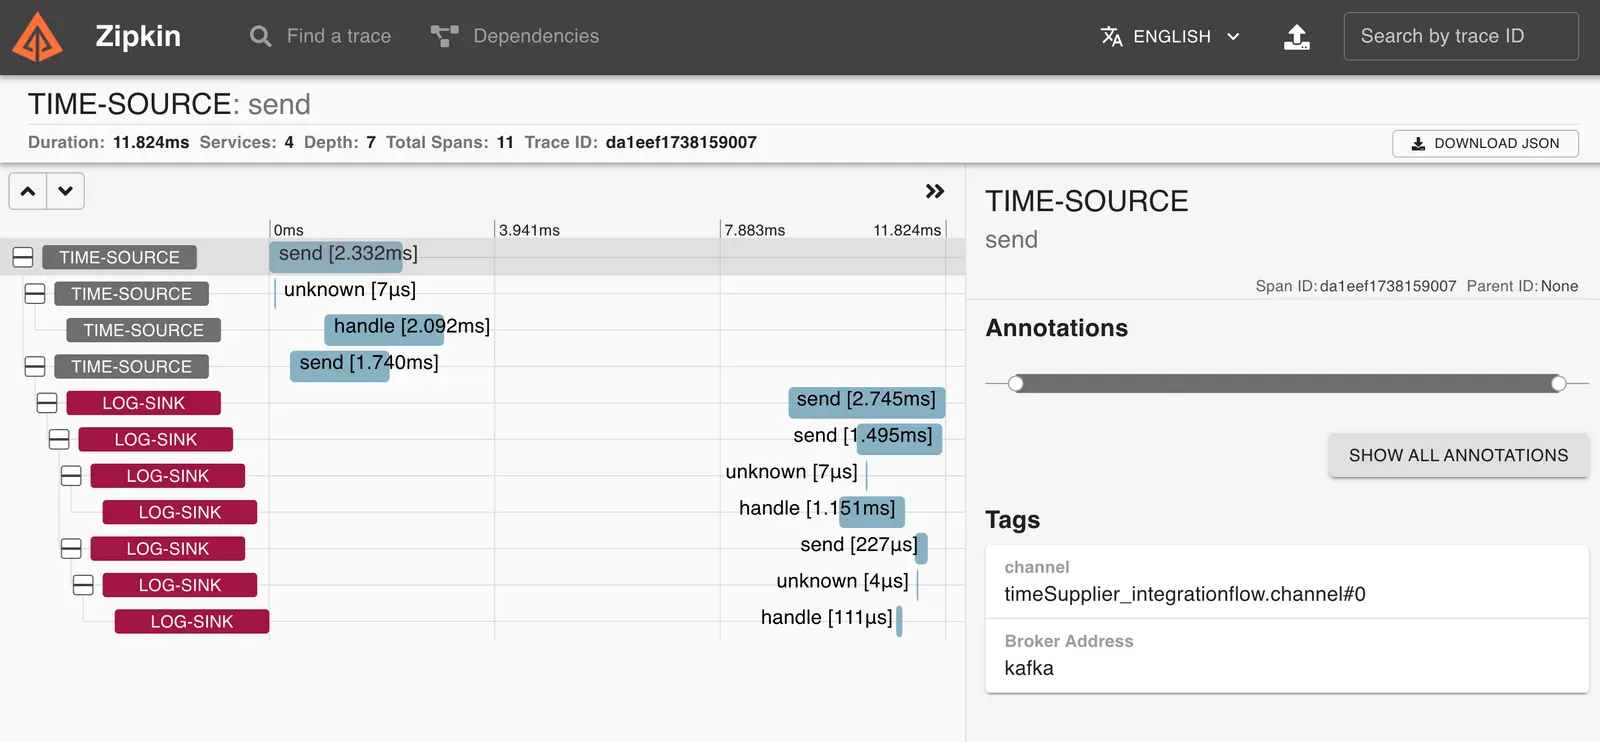 Zipkin Find a trace Dependencies ENGLISH Search by trace ID
TIME-SOURCE: send
Duration: 11.824ms Services: 4 Depth: 7 Total Spans: 11 Trace ID: da1eef1738159007
DOWNLOAD JSON
0ms 3.941ms 7.883ms 11.824ms
TIME-SOURCE send [2.332ms]
TIME-SOURCE unknown [7µs]
TIME-SOURCE handle [2.092ms]
TIME-SOURCE send [1.740ms]
LOG-SINK send [2.745ms]
LOG-SINK send [1.495ms]
LOG-SINK unknown [7µs]
LOG-SINK handle [1.151ms]
LOG-SINK send [227µs]
LOG-SINK unknown [4µs]
LOG-SINK handle [111µs]
TIME-SOURCE
send
Span ID: da1eef1738159007 Parent ID: None
Annotations
SHOW ALL ANNOTATIONS
Tags
channel
timeSupplier_integrationflow.channel#0
Broker Address
kafka